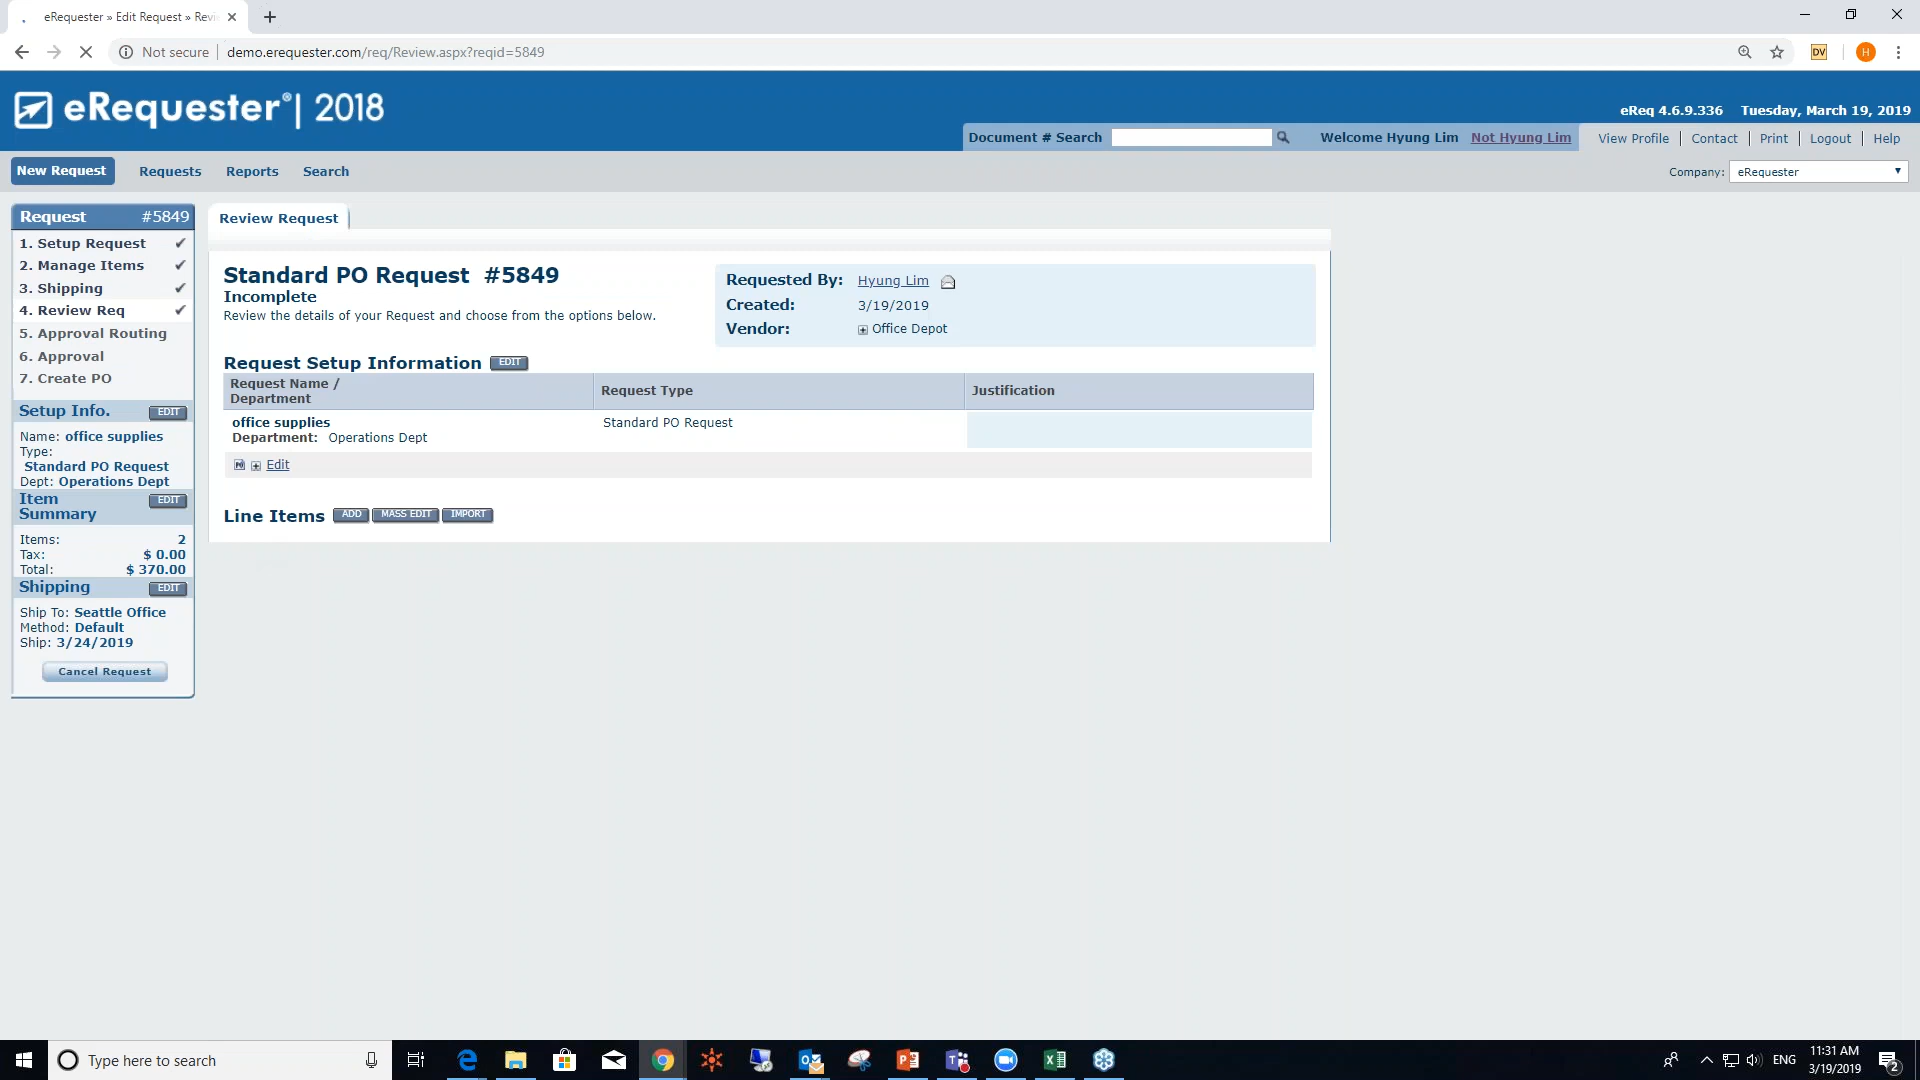 eRequester » Edit Request » Revi
Not secure
demo.erequester.com/req/Review.aspx?reqid=5849
DV
H
eRequester® | 2018
eReq 4.6.9.336 Tuesday, March 19, 2019
Document # Search
Welcome Hyung Lim Not Hyung Lim
View Profile | Contact | Print | Logout | Help
New Request Requests Reports Search
Company: eRequester
Request #5849
1. Setup Request ✔
2. Manage Items ✔
3. Shipping ✔
4. Review Req ✔
5. Approval Routing
6. Approval
7. Create PO
Setup Info. EDIT
Name: office supplies
Type:
Standard PO Request
Dept: Operations Dept
Item
Summary
EDIT
Items: 2
Tax: $ 0.00
Total: $ 370.00
Shipping EDIT
Ship To: Seattle Office
Method: Default
Ship: 3/24/2019
Cancel Request
Review Request
Standard PO Request #5849
Incomplete
Review the details of your Request and choose from the options below.
Requested By: Hyung Lim
Created: 3/19/2019
Vendor: Office Depot
Request Setup Information EDIT
Request Name /
Department
Request Type
Justification
office supplies
Department: Operations Dept
Standard PO Request
Edit
Line Items ADD MASS EDIT IMPORT
Type here to search
ENG
11:31 AM
3/19/2019
2